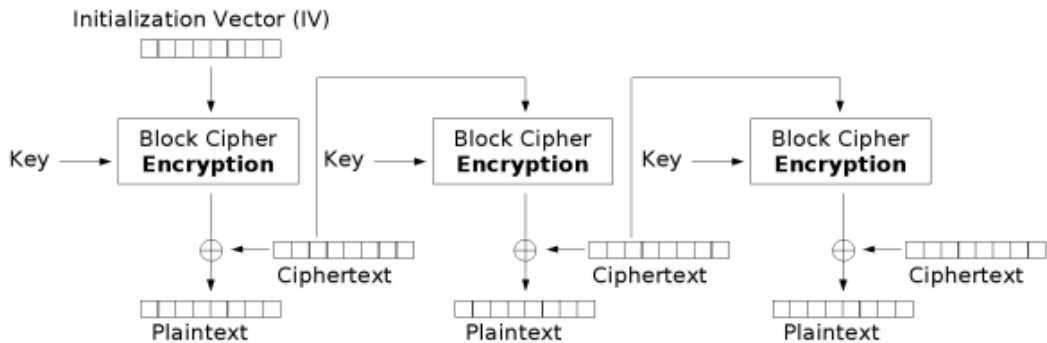 Initialization Vector (IV)
Key
Block Cipher
Encryption
Key
Block Cipher
Encryption
Key
Block Cipher
Encryption
Ciphertext
Ciphertext
Ciphertext
Plaintext
Plaintext
Plaintext